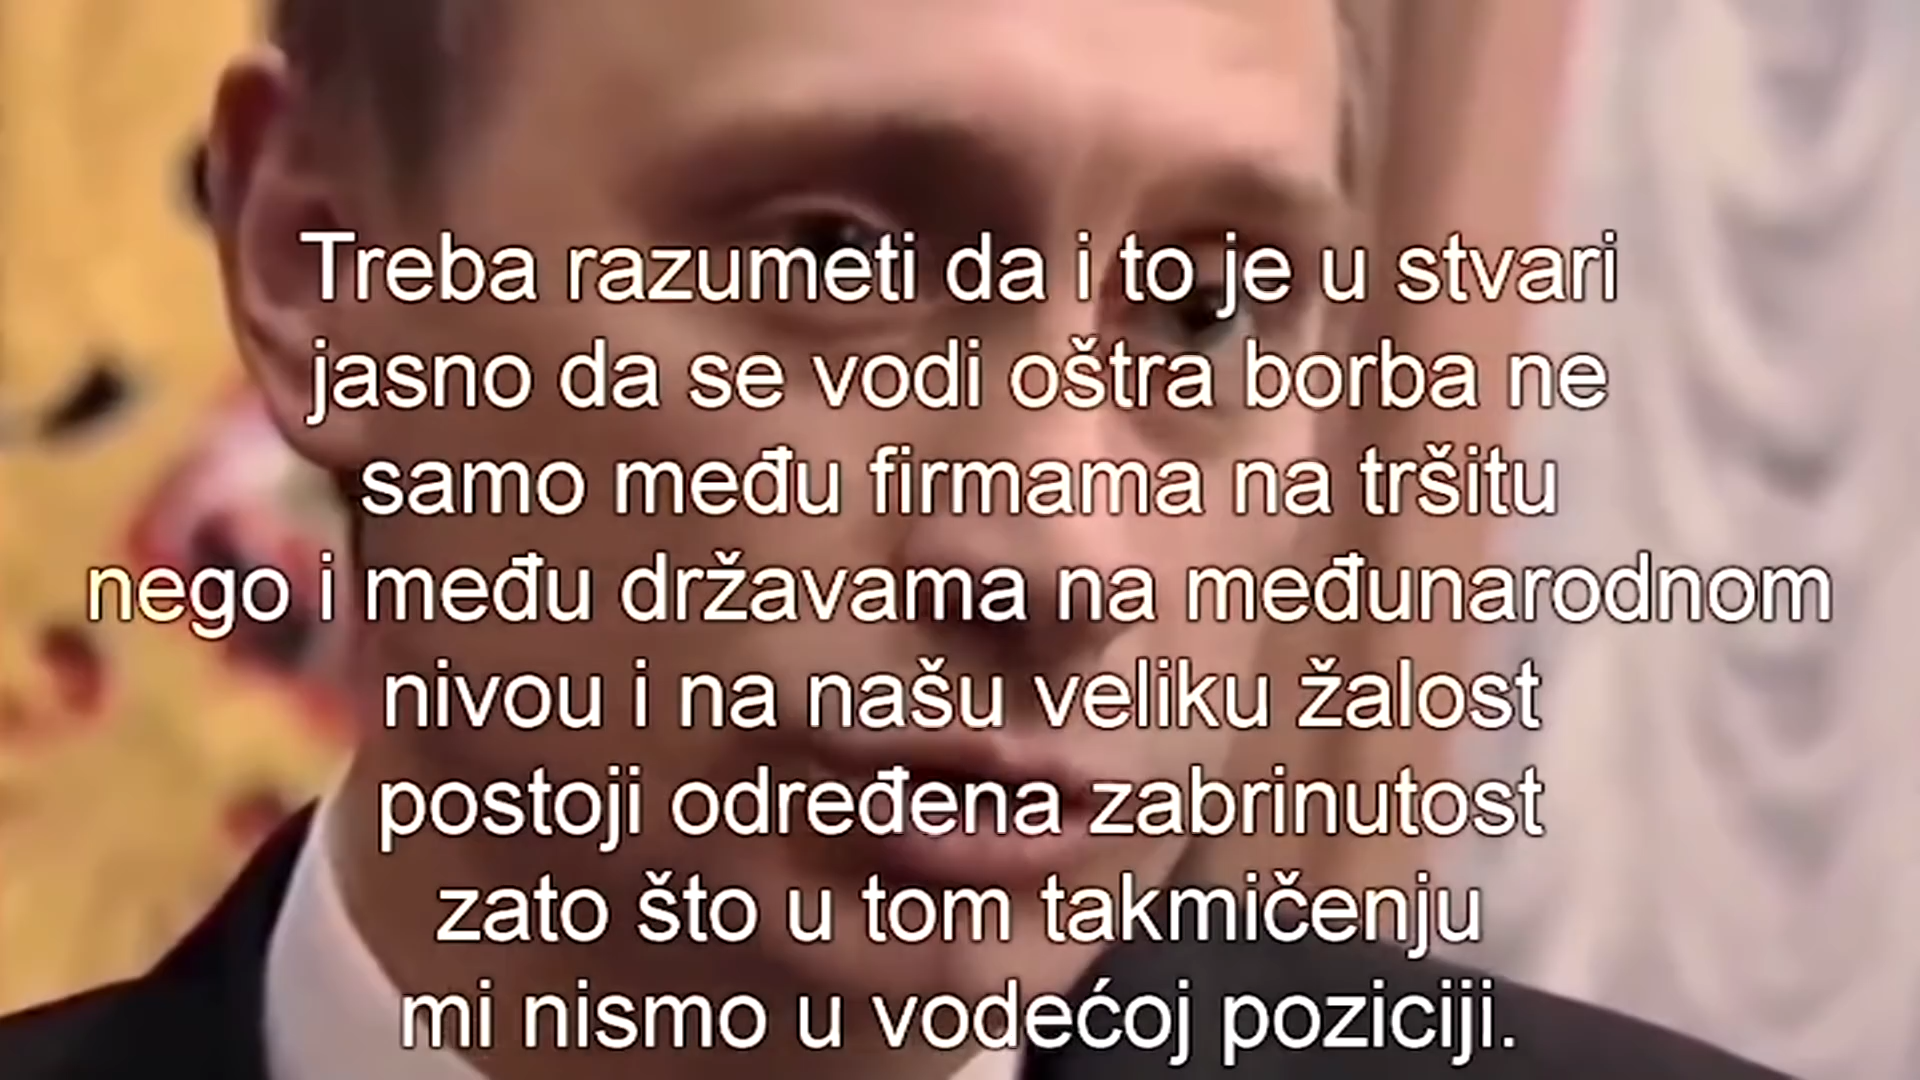 Treba razumeti da i to je u stvari
jasno da se vodi oštra borba ne
samo među firmama na tršitu
nego i među državama na međunarodnom
nivou i na našu veliku žalost
postoji određena zabrinutost
zato što u tom takmičenju
mi nismo u vodećoj poziciji.